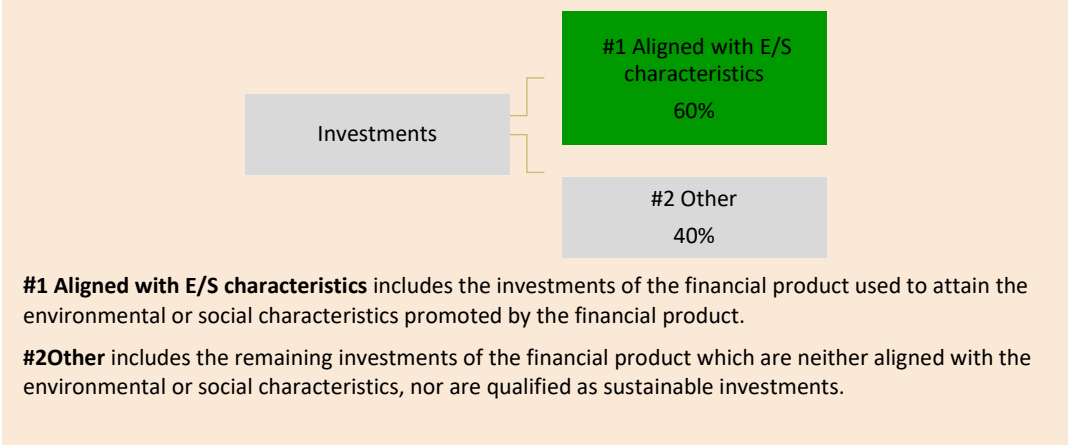 #1 Aligned with E/S
characteristics
60%
Investments
#2 Other
40%
#1 Aligned with E/S characteristics includes the investments of the financial product used to attain the
environmental or social characteristics promoted by the financial product.
#2Other includes the remaining investments of the financial product which are neither aligned with the
environmental or social characteristics, nor are qualified as sustainable investments.